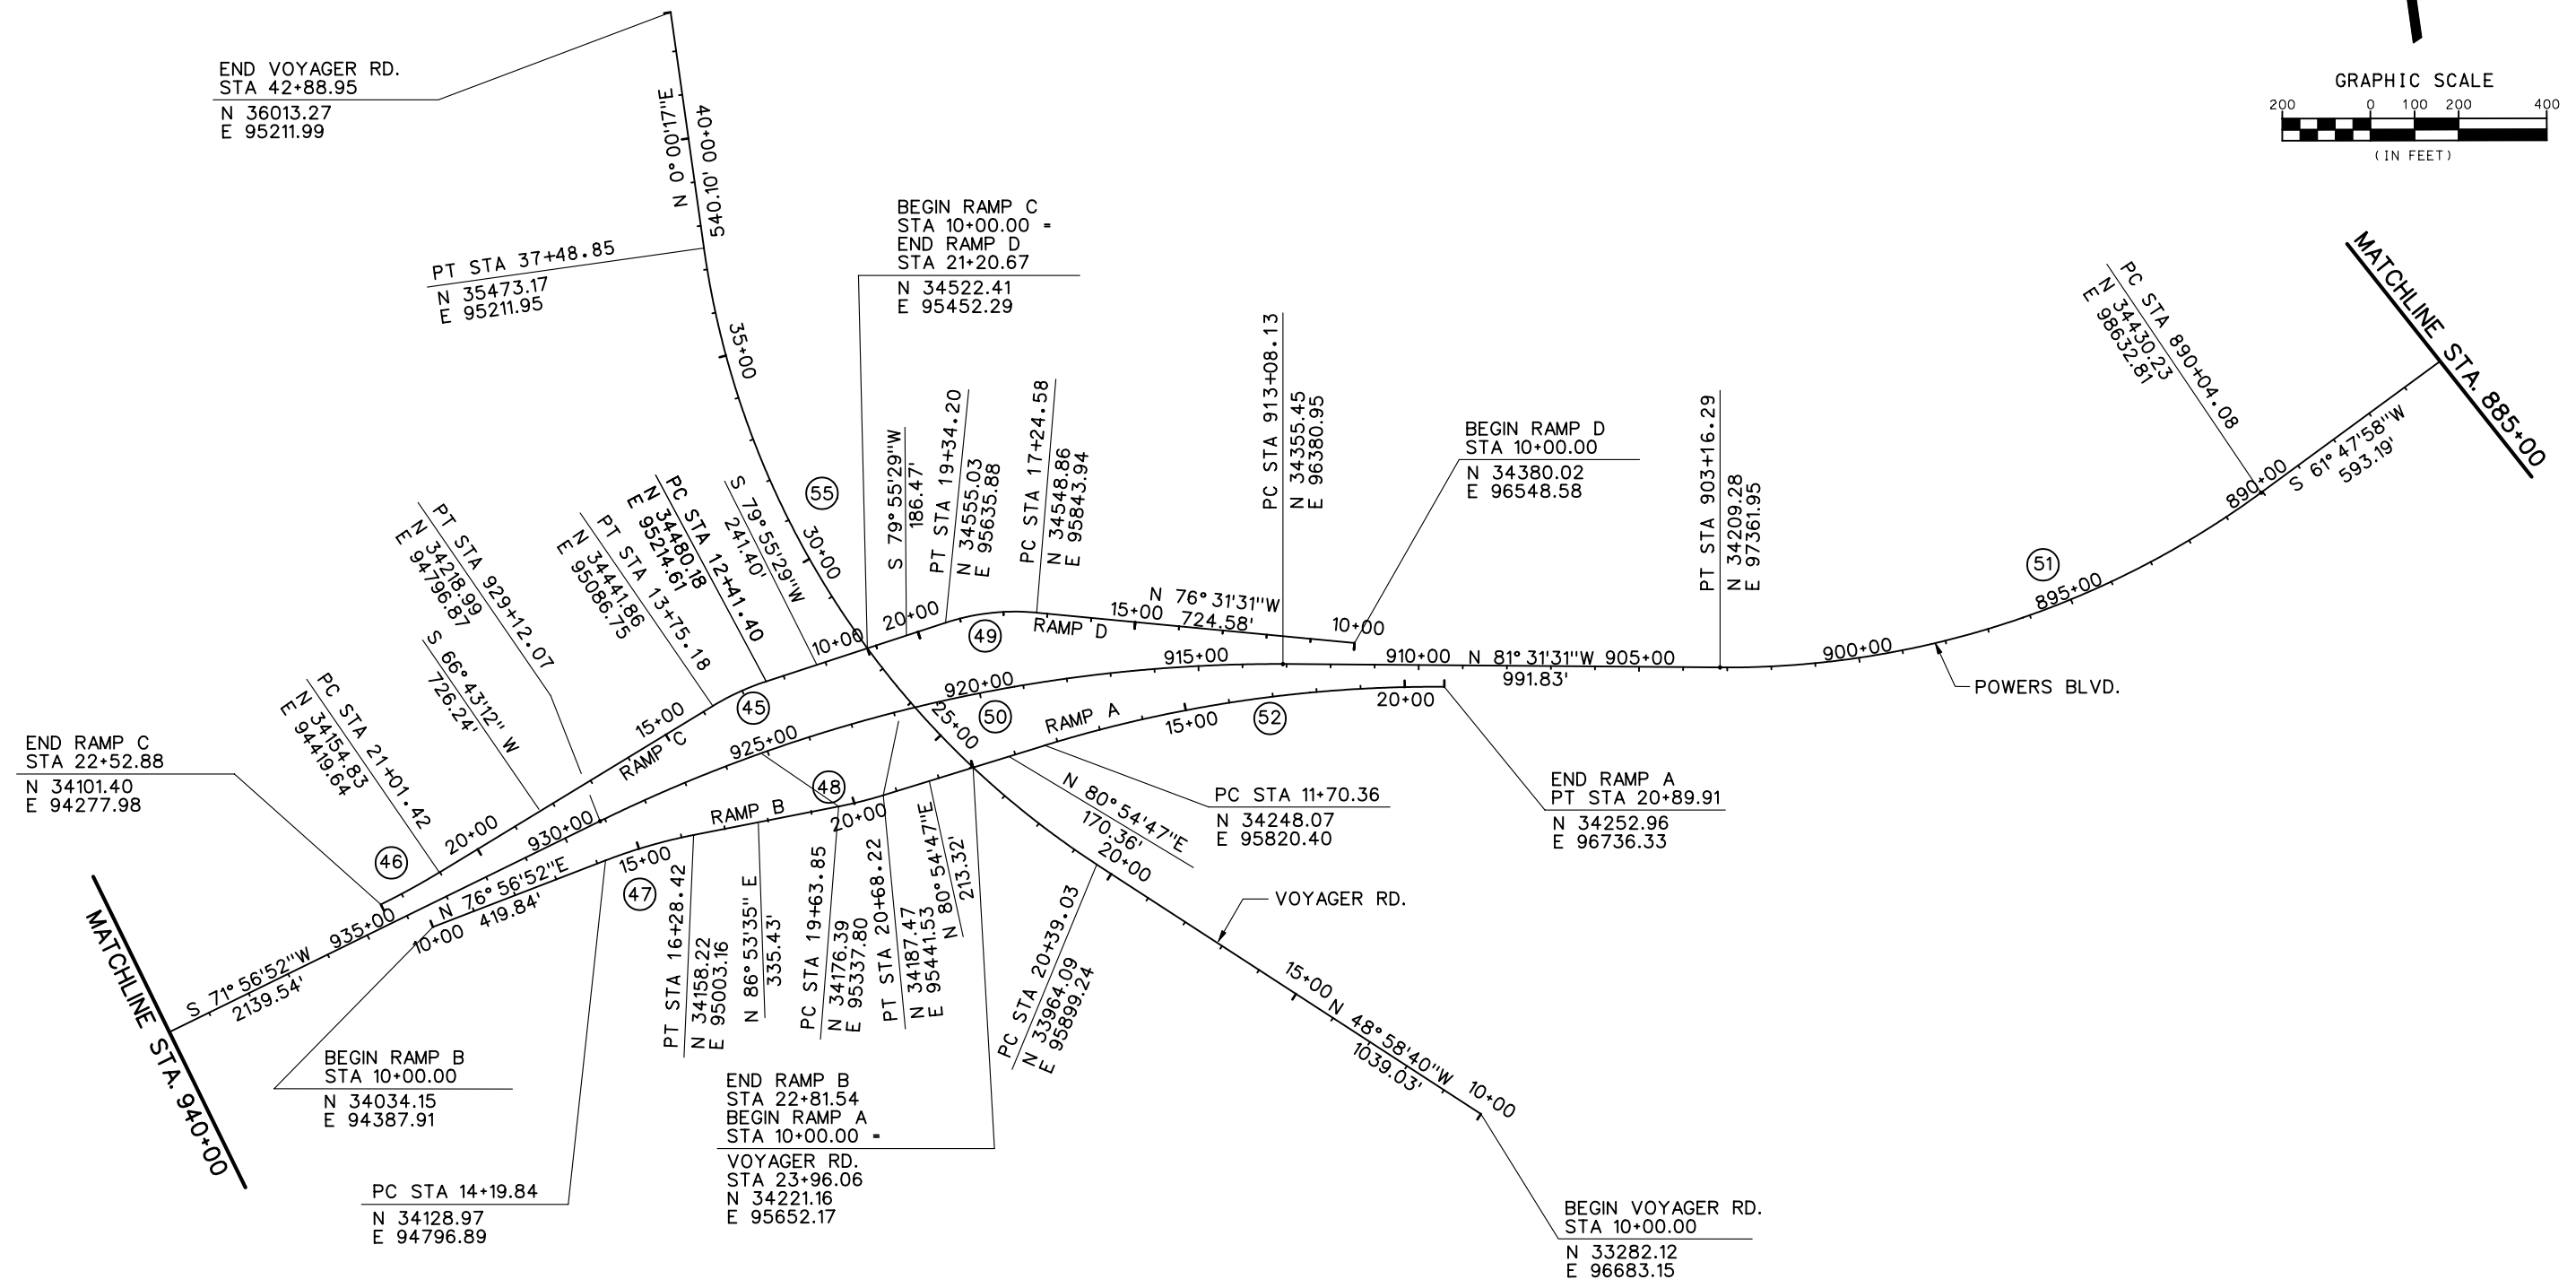 END VOYAGER RD.
STA 42+88.95
N 36013.27
E 95211.99
N 0°00'17"E
540.10'
40+00
GRAPHIC SCALE
200 0 100 200 400
(IN FEET)
PT STA 37+48.85
N 35473.17
E 95211.95
35+00
BEGIN RAMP C
STA 10+00.00 =
END RAMP D
STA 21+20.67
N 34522.41
E 95452.29
55
30+00
S 79°55'29"W
186.47'
PT STA 19+34.20
N 34555.03
E 95635.88
PC STA 17+24.58
N 34548.86
E 95843.94
PC STA 913+08.13
N 34355.45
E 96380.95
BEGIN RAMP D
STA 10+00.00
N 34380.02
E 96548.58
PT STA 903+16.29
N 34209.28
E 97361.95
PC STA 890+04.08
N 34430.23
E 98632.81
MATCHLINE STA. 885+00
S 61°47'58"W
593.19'
890+00
51
895+00
900+00
POWERS BLVD.
PT STA 929+12.07
N 34218.99
E 94796.87
PT STA 13+75.18
N 34441.86
E 95086.75
PC STA 12+41.40
N 34480.18
E 95214.61
S 79°55'29"W
241.40'
10+00
20+00
49
RAMP D
15+00
N 76°31'31"W
724.58'
10+00
915+00
910+00
N 81°31'31"W
991.83'
905+00
PC STA 21+01.42
N 34154.83
E 94419.64
S 66°43'12" W
726.24'
15+00
RAMP C
45
925+00
920+00
50
25+00
RAMP A
15+00
52
20+00
END RAMP C
STA 22+52.88
N 34101.40
E 94277.98
46
20+00
930+00
48
RAMP B
20+00
N 80°54'47"E
170.36'
PC STA 11+70.36
N 34248.07
E 95820.40
END RAMP A
PT STA 20+89.91
N 34252.96
E 96736.33
MATCHLINE STA. 940+00
S 71°56'52"W
2139.54'
935+00
10+00
N 76°56'52"E
419.84'
15+00
47
PT STA 16+28.42
N 34158.22
E 95003.16
N 86°53'35" E
335.43'
PC STA 19+63.85
N 34176.39
E 95337.80
PT STA 20+68.22
N 34187.47
E 95441.53
N 80°54'47"E
213.32'
PC STA 20+39.03
N 33964.09
E 95899.24
20+00
VOYAGER RD.
15+00
N 48°58'40"W
1039.03'
10+00
BEGIN RAMP B
STA 10+00.00
N 34034.15
E 94387.91
PC STA 14+19.84
N 34128.97
E 94796.89
END RAMP B
STA 22+81.54
BEGIN RAMP A
STA 10+00.00 =
VOYAGER RD.
STA 23+96.06
N 34221.16
E 95652.17
BEGIN VOYAGER RD.
STA 10+00.00
N 33282.12
E 96683.15